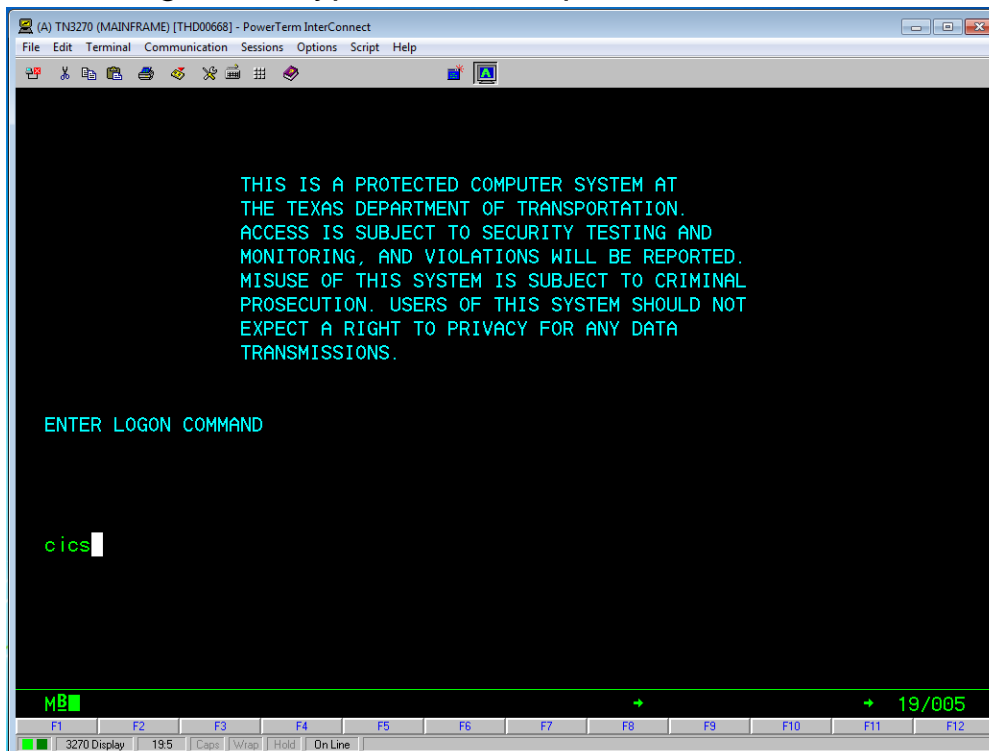 (A) TN3270 (MAINFRAME) [THD00668] - PowerTerm InterConnect
File Edit Terminal Communication Sessions Options Script Help
THIS IS A PROTECTED COMPUTER SYSTEM AT
THE TEXAS DEPARTMENT OF TRANSPORTATION.
ACCESS IS SUBJECT TO SECURITY TESTING AND
MONITORING, AND VIOLATIONS WILL BE REPORTED.
MISUSE OF THIS SYSTEM IS SUBJECT TO CRIMINAL
PROSECUTION. USERS OF THIS SYSTEM SHOULD NOT
EXPECT A RIGHT TO PRIVACY FOR ANY DATA
TRANSMISSIONS.
ENTER LOGON COMMAND
cics
MB 19/005
F1 F2 F3 F4 F5 F6 F7 F8 F9 F10 F11 F12
3270 Display 19:5 Caps Wrap Hold On Line